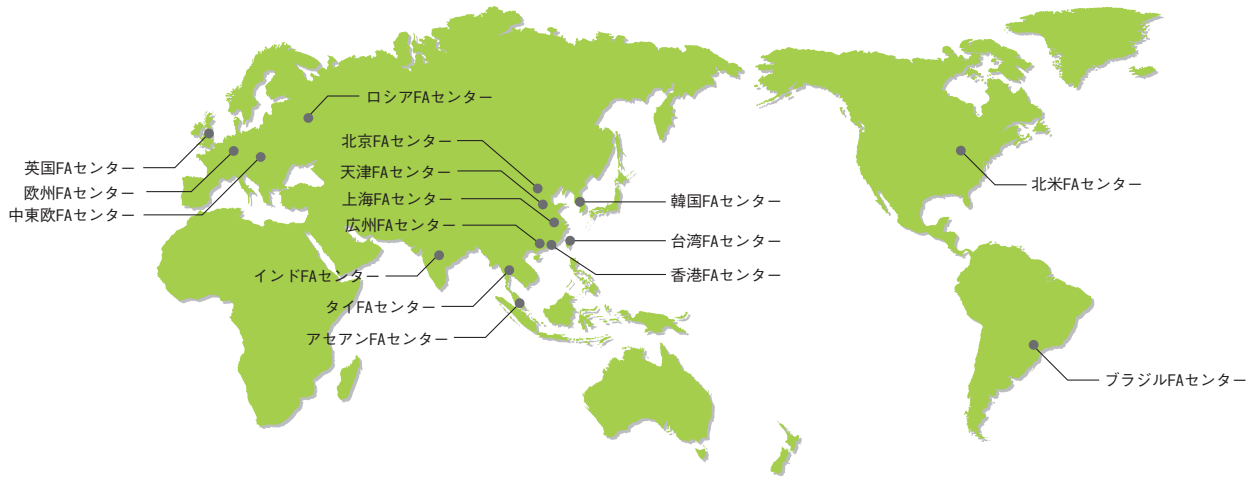 ロシアFAセンター
北京FAセンター
英国FAセンター
天津FAセンター
北米FAセンター
欧州FAセンター
上海FAセンター
韓国FAセンター
中東欧FAセンター
広州FAセンター
台湾FAセンター
インドFAセンター
香港FAセンター
タイFAセンター
アセアンFAセンター
ブラジルFAセンター